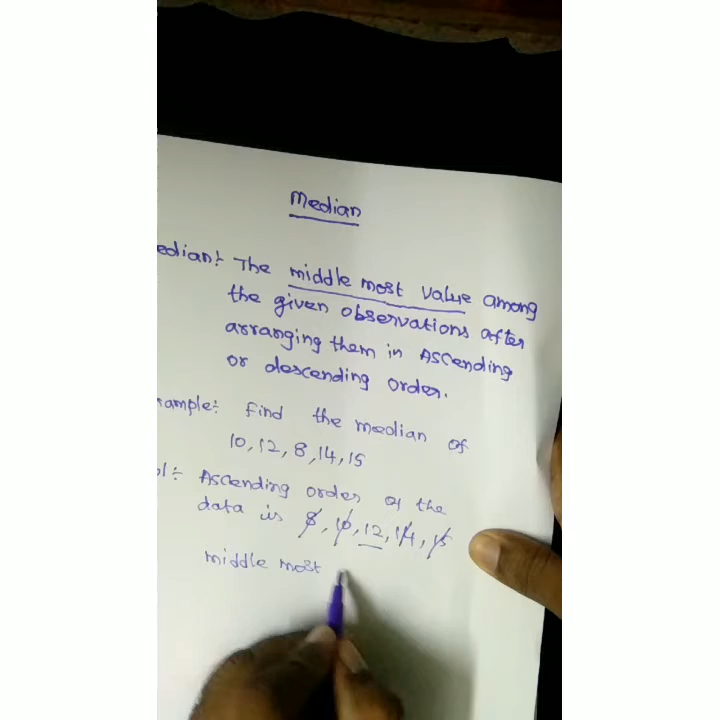 Median
edian:- The middle most value among
the given observations after
arranging them in Ascending
or descending order.
ample:- Find the median of
10, 12, 8, 14, 15
ol:- Ascending order of the
data is 8, 10, 12, 14, 15
middle most